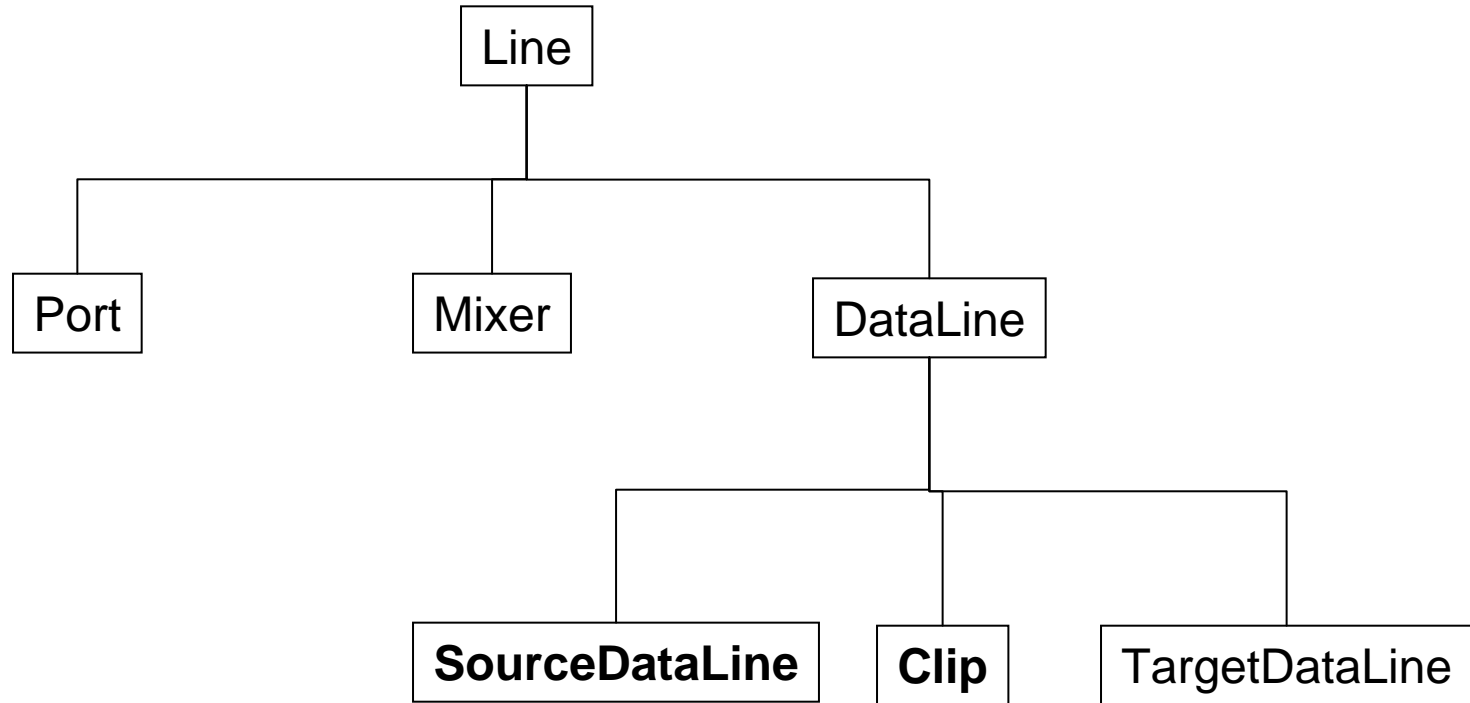 Line
Port
Mixer
DataLine
SourceDataLine
Clip
TargetDataLine